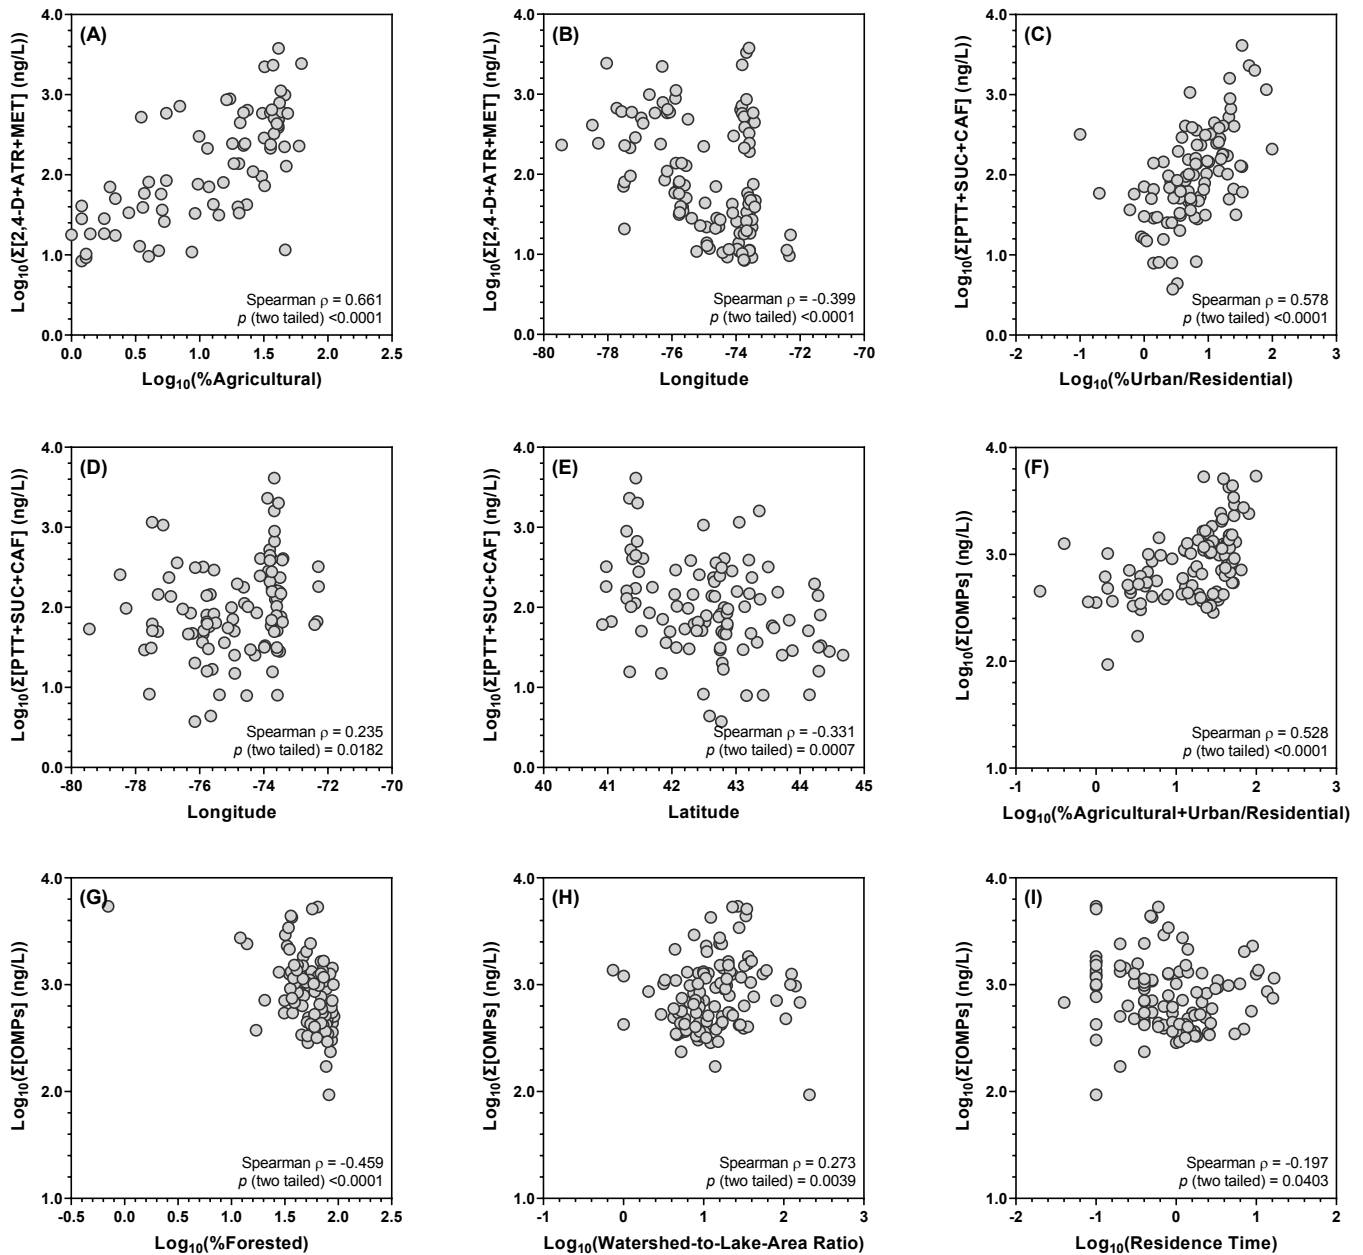 (A)
Log10(Σ[2,4-D+ATR+MET] (ng/L))
4.0
3.0
2.0
1.0
0.0
Spearman ρ = 0.661
p (two tailed) <0.0001
0.0 0.5 1.0 1.5 2.0 2.5
Log10(%Agricultural)
(B)
Log10(Σ[2,4-D+ATR+MET] (ng/L))
4.0
3.0
2.0
1.0
0.0
Spearman ρ = -0.399
p (two tailed) <0.0001
-80 -78 -76 -74 -72 -70
Longitude
(C)
Log10(Σ[PTT+SUC+CAF] (ng/L))
4.0
3.0
2.0
1.0
0.0
Spearman ρ = 0.578
p (two tailed) <0.0001
-2 -1 0 1 2 3
Log10(%Urban/Residential)
(D)
Log10(Σ[PTT+SUC+CAF] (ng/L))
4.0
3.0
2.0
1.0
0.0
Spearman ρ = 0.235
p (two tailed) = 0.0182
-80 -78 -76 -74 -72 -70
Longitude
(E)
Log10(Σ[PTT+SUC+CAF] (ng/L))
4.0
3.0
2.0
1.0
0.0
Spearman ρ = -0.331
p (two tailed) = 0.0007
40 41 42 43 44 45
Latitude
(F)
Log10(Σ[OMPs] (ng/L))
4.0
3.0
2.0
1.0
Spearman ρ = 0.528
p (two tailed) <0.0001
-1 0 1 2 3
Log10(%Agricultural+Urban/Residential)
(G)
Log10(Σ[OMPs] (ng/L))
4.0
3.0
2.0
1.0
Spearman ρ = -0.459
p (two tailed) <0.0001
-0.5 0.0 0.5 1.0 1.5 2.0 2.5
Log10(%Forested)
(H)
Log10(Σ[OMPs] (ng/L))
4.0
3.0
2.0
1.0
Spearman ρ = 0.273
p (two tailed) = 0.0039
-1 0 1 2 3
Log10(Watershed-to-Lake-Area Ratio)
(I)
Log10(Σ[OMPs] (ng/L))
4.0
3.0
2.0
1.0
Spearman ρ = -0.197
p (two tailed) = 0.0403
-2 -1 0 1 2
Log10(Residence Time)